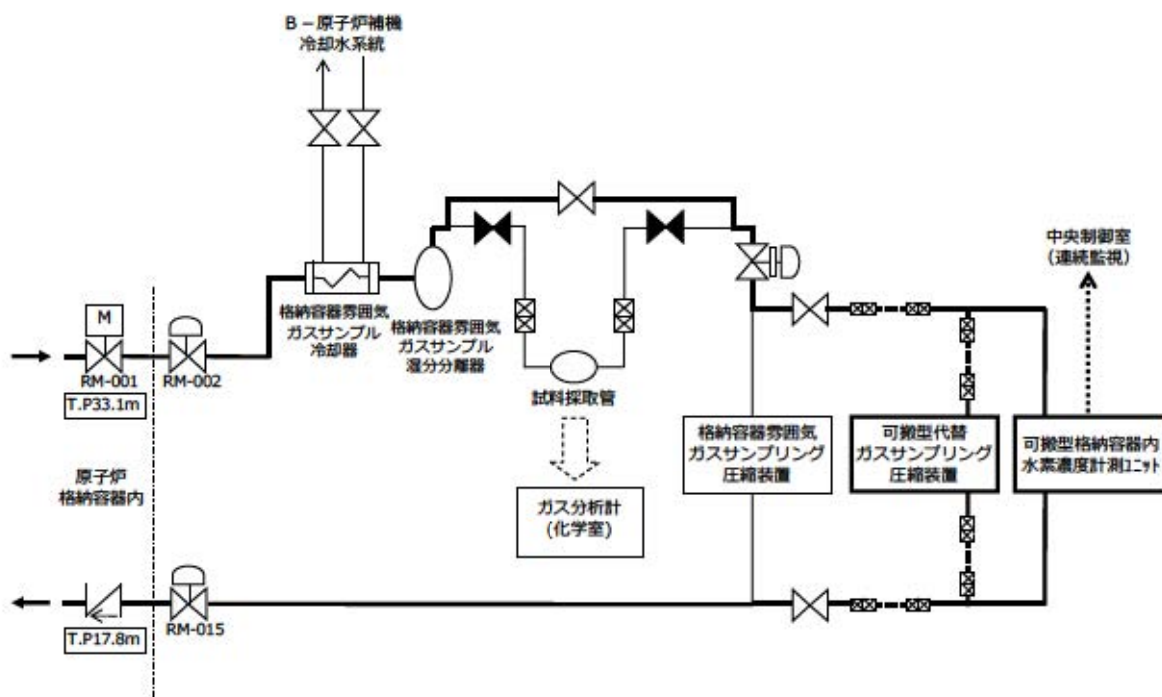 B－原子炉補機
冷却水系統
中央制御室
（連続監視）
格納容器雰囲気
ガスサンプル
冷却器
格納容器雰囲気
ガスサンプル
湿分分離器
M
RM-001
RM-002
T.P33.1m
試料採取管
格納容器雰囲気
ガスサンプリング
圧縮装置
可搬型代替
ガスサンプリング
圧縮装置
可搬型格納容器内
水素濃度計測ユニット
原子炉
格納容器内
ガス分析計
(化学室)
RM-015
T.P17.8m